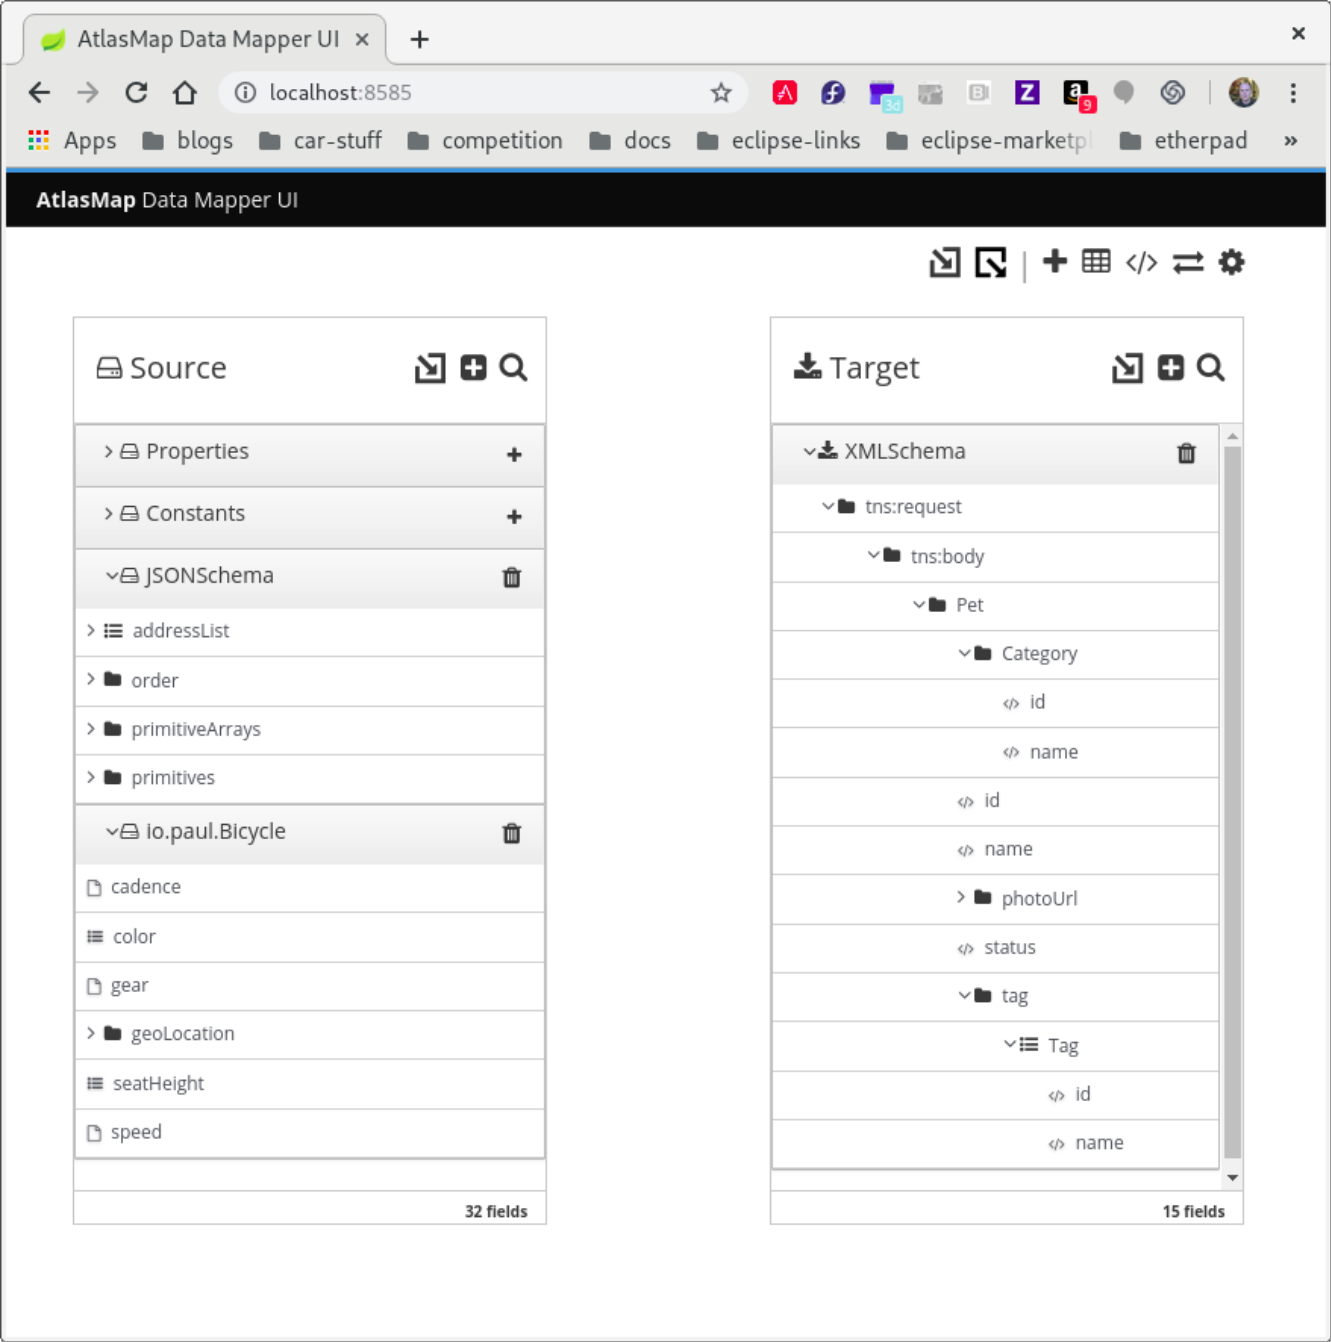 AtlasMap Data Mapper UI
localhost:8585
3d
B
Z
a
9
Apps
blogs
car-stuff
competition
docs
eclipse-links
eclipse-marketp
etherpad
»
AtlasMap Data Mapper UI
Source
Properties
Constants
JSONSchema
addressList
order
primitiveArrays
primitives
io.paul.Bicycle
cadence
color
gear
geoLocation
seatHeight
speed
32 fields
Target
XMLSchema
tns:request
tns:body
Pet
Category
id
name
id
name
photoUrl
status
tag
Tag
id
name
15 fields